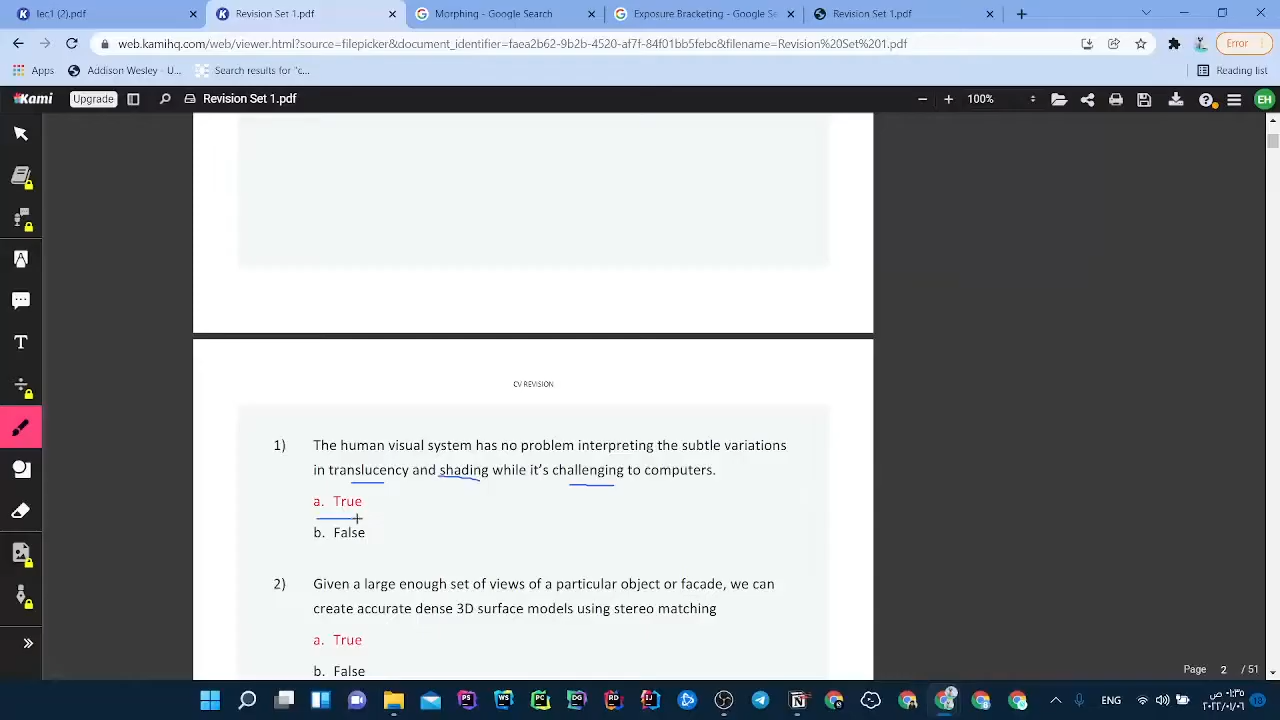 lec1 (2).pdf
Revision Set 1.pdf
Morphing - Google Search
Exposure Bracketing - Google Se
Revision Set 1.pdf
web.kamihq.com/web/viewer.html?source=filepicker&document_identifier=faea2b62-9b2b-4520-af7f-84f01bb5febc&filename=Revision%20Set%201.pdf
Error
Apps
Addison Wesley - U...
Search results for "c...
Reading list
Kami
Upgrade
Revision Set 1.pdf
100%
EH
CV REVISION
1) The human visual system has no problem interpreting the subtle variations
in translucency and shading while it's challenging to computers.
a. True
b. False
2) Given a large enough set of views of a particular object or facade, we can
create accurate dense 3D surface models using stereo matching
a. True
b. False
Page 2 / 51
ENG